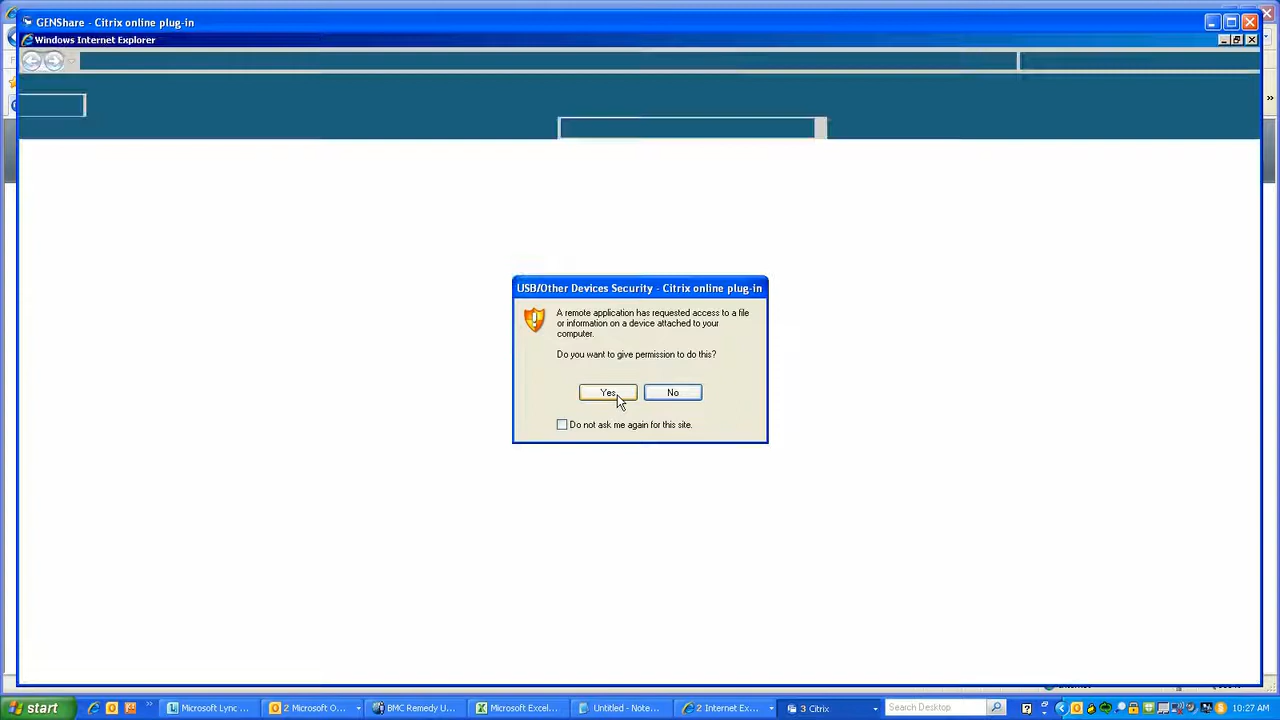 GENShare - Citrix online plug-in
Windows Internet Explorer
USB/Other Devices Security - Citrix online plug-in
A remote application has requested access to a file
or information on a device attached to your
computer.
Do you want to give permission to do this?
Yes
No
Do not ask me again for this site.
start
Microsoft Lync ...
2 Microsoft O...
BMC Remedy U...
Microsoft Excel...
Untitled - Note...
2 Internet Ex...
3 Citrix
Search Desktop
10:27 AM